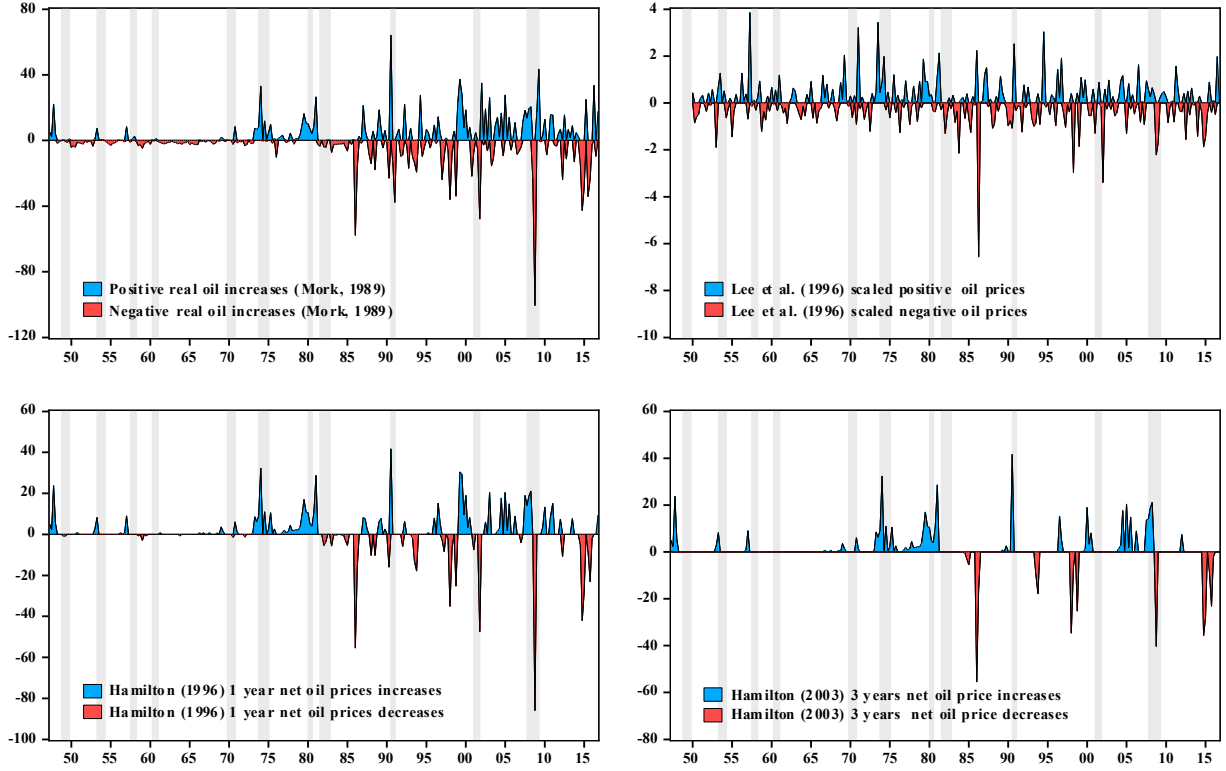 80
40
0
-40
-80
-120
Positive real oil increases (Mork, 1989)
Negative real oil increases (Mork, 1989)
50 55 60 65 70 75 80 85 90 95 00 05 10 15
4
2
0
-2
-4
-6
-8
-10
Lee et al. (1996) scaled positive oil prices
Lee et al. (1996) scaled negative oil prices
50 55 60 65 70 75 80 85 90 95 00 05 10 15
60
40
20
0
-20
-40
-60
-80
-100
Hamilton (1996) 1 year net oil prices increases
Hamilton (1996) 1 year net oil prices decreases
50 55 60 65 70 75 80 85 90 95 00 05 10 15
60
40
20
0
-20
-40
-60
-80
Hamilton (2003) 3 years net oil price increases
Hamilton (2003) 3 years net oil price decreases
50 55 60 65 70 75 80 85 90 95 00 05 10 15